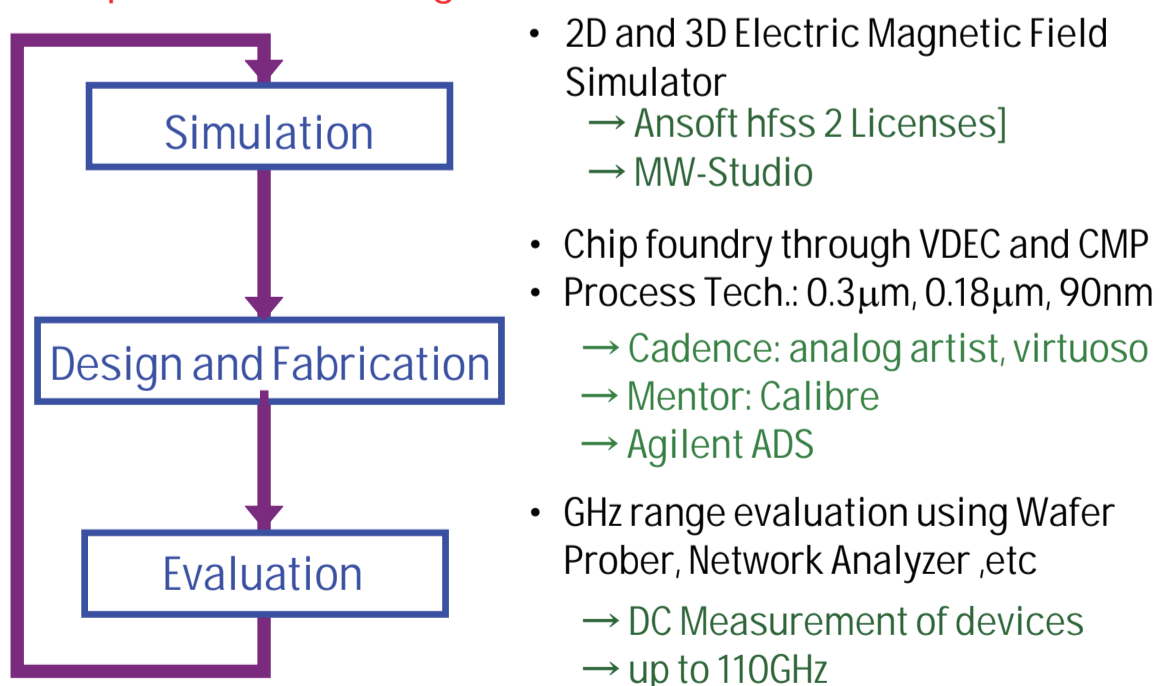 Simulation
Design and Fabrication
Evaluation
• 2D and 3D Electric Magnetic Field
Simulator
→ Ansoft hfss 2 Licenses]
→ MW-Studio
• Chip foundry through VDEC and CMP
• Process Tech.: 0.3μm, 0.18μm, 90nm
→ Cadence: analog artist, virtuoso
→ Mentor: Calibre
→ Agilent ADS
• GHz range evaluation using Wafer
Prober, Network Analyzer ,etc
→ DC Measurement of devices
→ up to 110GHz